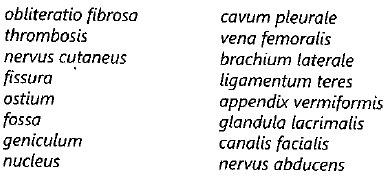 obliteratio fibrosa
thrombosis
nervus cutaneus
fissura
ostium
fossa
geniculum
nucleus
cavum pleurale
vena femoralis
brachium laterale
ligamentum teres
appendix vermiformis
glandula lacrimalis
canalis facialis
nervus abducens